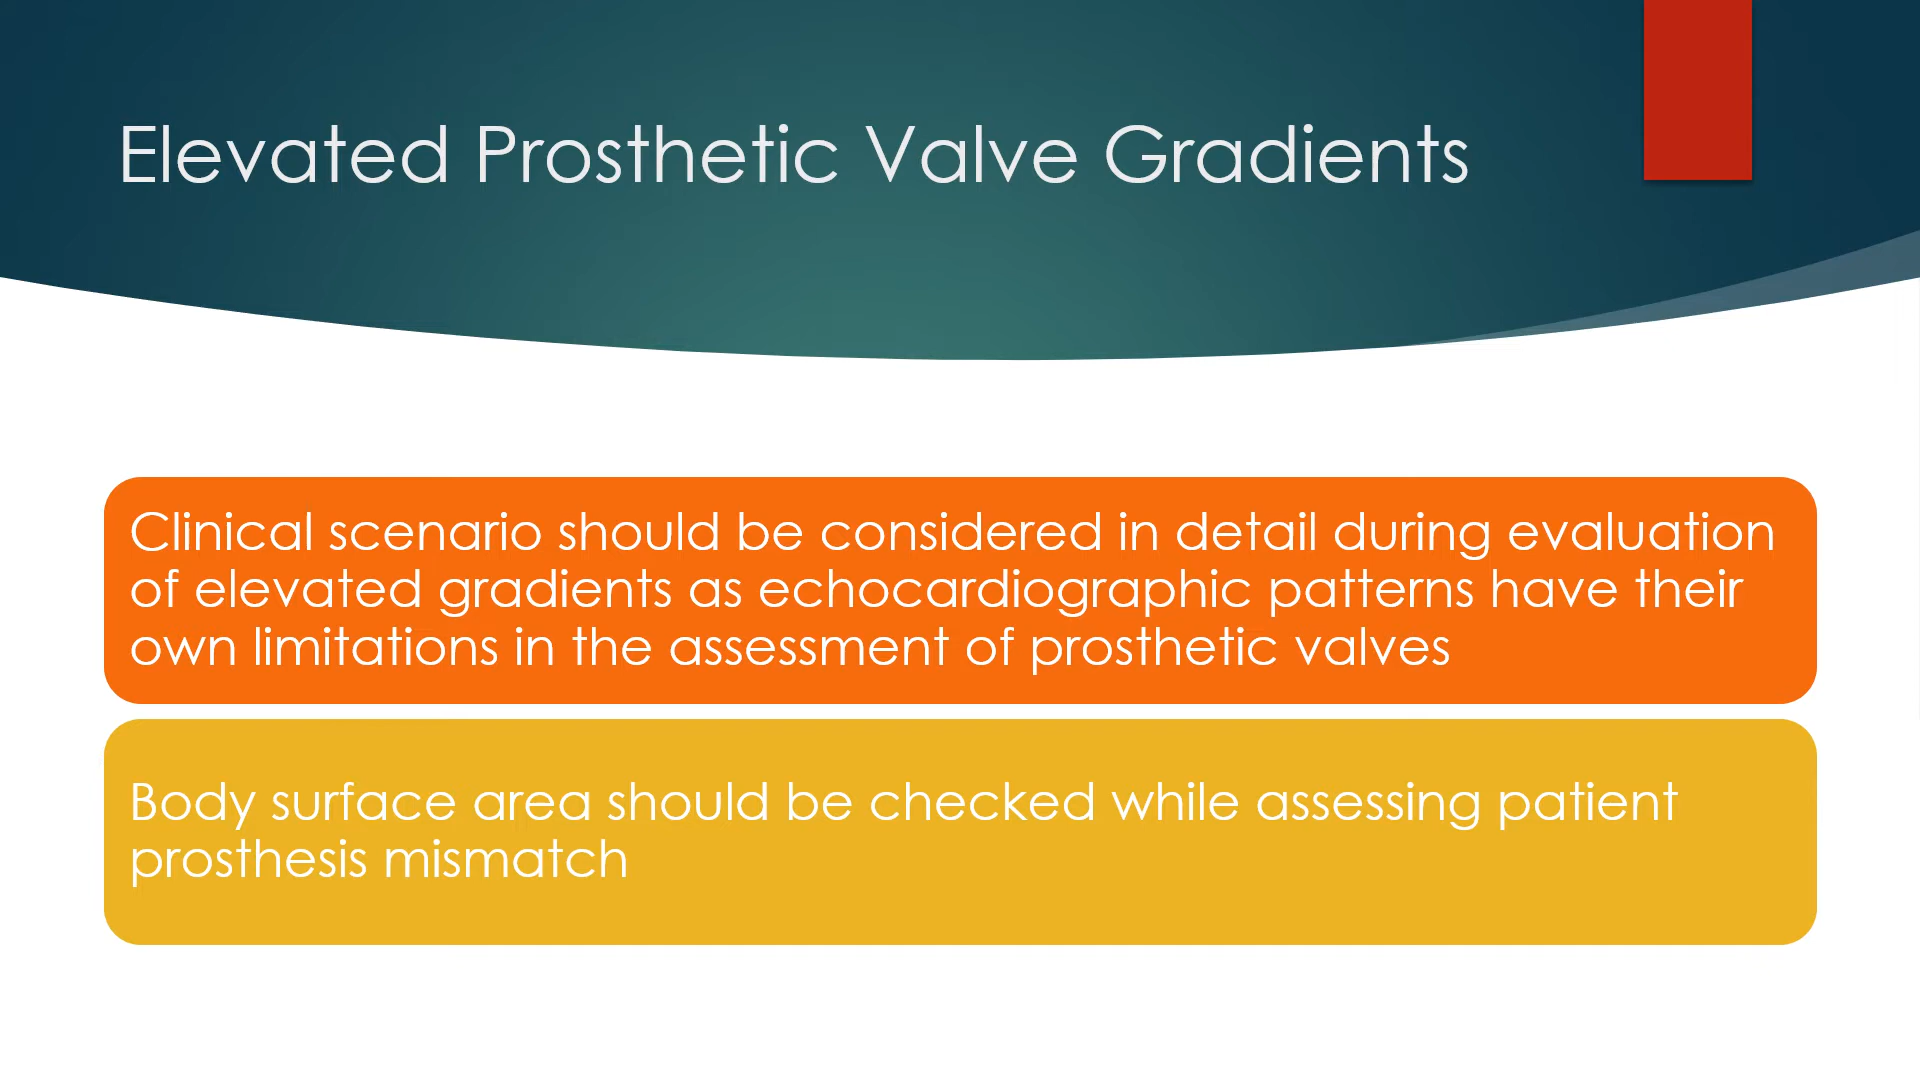 Elevated Prosthetic Valve Gradients
Clinical scenario should be considered in detail during evaluation
of elevated gradients as echocardiographic patterns have their
own limitations in the assessment of prosthetic valves
Body surface area should be checked while assessing patient
prosthesis mismatch